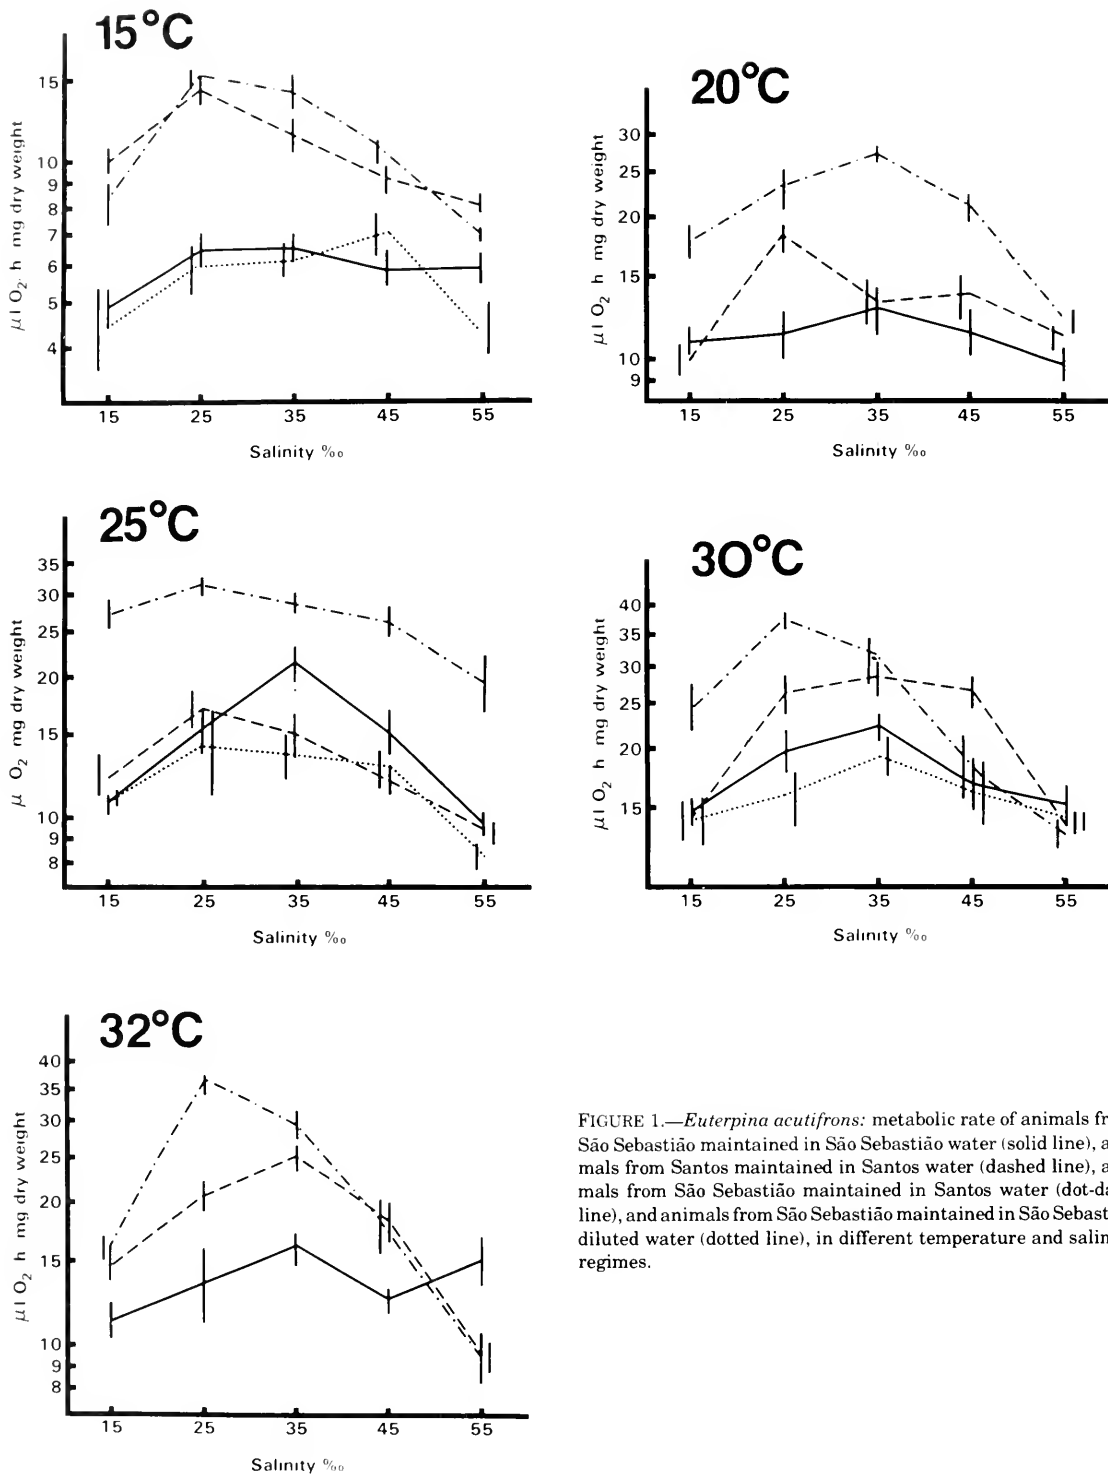 15°C
μl O2· h mg dry weight
15
10
9
8
7
6
5
4
15 25 35 45 55
Salinity ‰
20°C
μl O2 h mg dry weight
30
25
20
15
10
9
15 25 35 45 55
Salinity ‰
25°C
μ O2 mg dry weight
35
30
25
20
15
10
9
8
15 25 35 45 55
Salinity ‰
30°C
μl O2 h mg dry weight
40
35
30
25
20
15
15 25 35 45 55
Salinity ‰
32°C
μl O2 h mg dry weight
40
35
30
25
20
15
10
9
8
15 25 35 45 55
Salinity ‰
FIGURE 1.—Euterpina acutifrons: metabolic rate of animals fr
São Sebastião maintained in São Sebastião water (solid line), a
mals from Santos maintained in Santos water (dashed line), a
mals from São Sebastião maintained in Santos water (dot-da
line), and animals from São Sebastião maintained in São Sebast
diluted water (dotted line), in different temperature and salin
regimes.